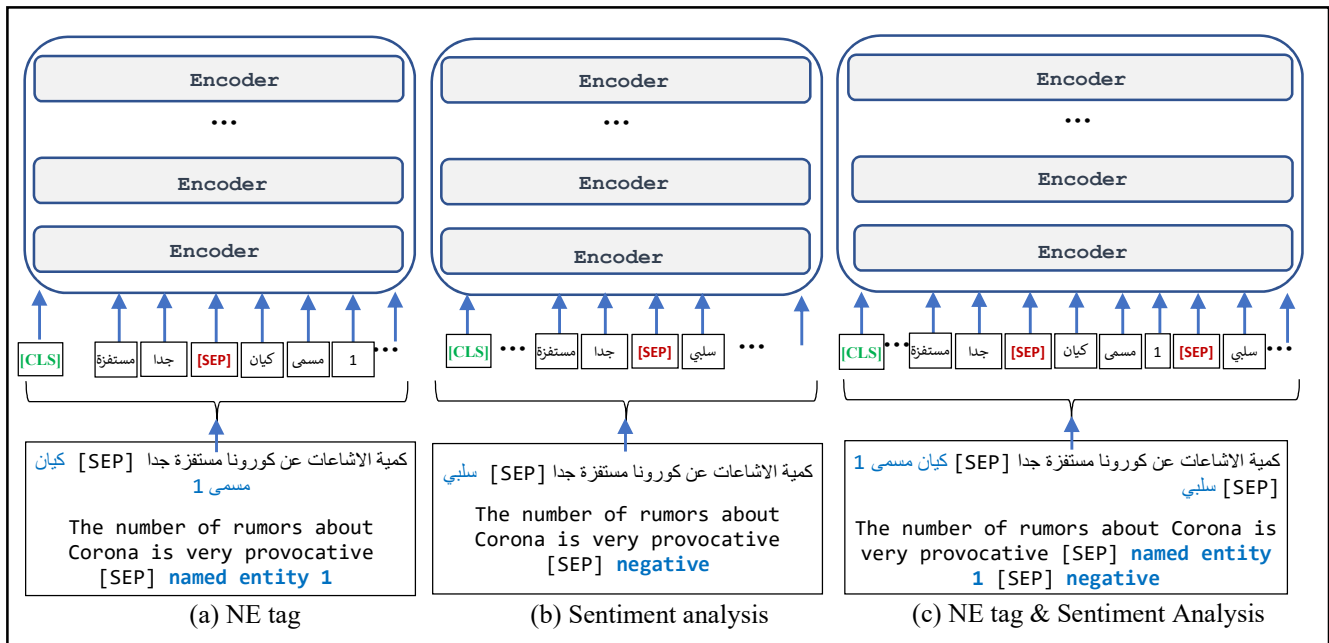 Encoder
...
Encoder
Encoder
[CLS] مستفزة جدا [SEP] كيان مسمى 1 ...
كمية الاشاعات عن كورونا مستفزة جدا [SEP] كيان
مسمى 1
The number of rumors about
Corona is very provocative
[SEP] named entity 1
(a) NE tag
Encoder
...
Encoder
Encoder
[CLS] ... مستفزة جدا [SEP] سلبي ...
كمية الاشاعات عن كورونا مستفزة جدا [SEP] سلبي
The number of rumors about
Corona is very provocative
[SEP] negative
(b) Sentiment analysis
Encoder
...
Encoder
Encoder
[CLS] ... مستفزة جدا [SEP] كيان مسمى 1 [SEP] سلبي ...
كمية الاشاعات عن كورونا مستفزة جدا [SEP] كيان مسمى 1
[SEP] سلبي
The number of rumors about Corona is
very provocative [SEP] named entity
1 [SEP] negative
(c) NE tag & Sentiment Analysis